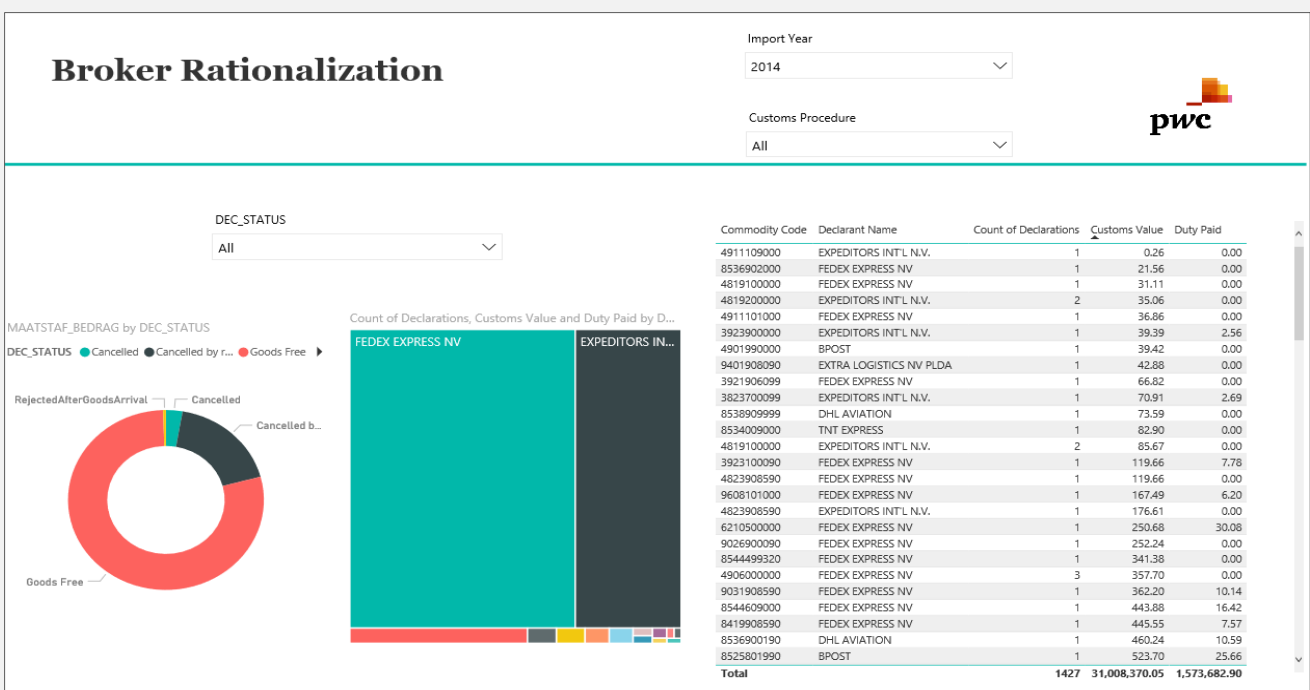 Broker Rationalization
Import Year
2014
Customs Procedure
All
pwc
DEC_STATUS
All
MAATSTAF_BEDRAG by DEC_STATUS
DEC_STATUS Cancelled Cancelled by r... Goods Free
RejectedAfterGoodsArrival
Cancelled
Cancelled b...
Goods Free
Count of Declarations, Customs Value and Duty Paid by D...
FEDEX EXPRESS NV
EXPEDITORS IN...
Commodity Code Declarant Name Count of Declarations Customs Value Duty Paid
4911109000 EXPEDITORS INT'L N.V. 1 0.26 0.00
8536902000 FEDEX EXPRESS NV 1 21.56 0.00
4819100000 FEDEX EXPRESS NV 1 31.11 0.00
4819200000 EXPEDITORS INT'L N.V. 2 35.06 0.00
4911101000 FEDEX EXPRESS NV 1 36.86 0.00
3923900000 EXPEDITORS INT'L N.V. 1 39.39 2.56
4901990000 BPOST 1 39.42 0.00
9401908090 EXTRA LOGISTICS NV PLDA 1 42.88 0.00
3921906099 FEDEX EXPRESS NV 1 66.82 0.00
3823700099 EXPEDITORS INT'L N.V. 1 70.91 2.69
8538909999 DHL AVIATION 1 73.59 0.00
8534009000 TNT EXPRESS 1 82.90 0.00
4819100000 EXPEDITORS INT'L N.V. 2 85.67 0.00
3923100090 FEDEX EXPRESS NV 1 119.66 7.78
4823908590 FEDEX EXPRESS NV 1 119.66 0.00
9608101000 FEDEX EXPRESS NV 1 167.49 6.20
4823908590 EXPEDITORS INT'L N.V. 1 176.61 0.00
6210500000 FEDEX EXPRESS NV 1 250.68 30.08
9026900090 FEDEX EXPRESS NV 1 252.24 0.00
8544499320 FEDEX EXPRESS NV 1 341.38 0.00
4906000000 FEDEX EXPRESS NV 3 357.70 0.00
9031908590 FEDEX EXPRESS NV 1 362.20 10.14
8544609000 FEDEX EXPRESS NV 1 443.88 16.42
8419908590 FEDEX EXPRESS NV 1 445.55 7.57
8536900190 DHL AVIATION 1 460.24 10.59
8525801990 BPOST 1 523.70 25.66
Total 1427 31,008,370.05 1,573,682.90